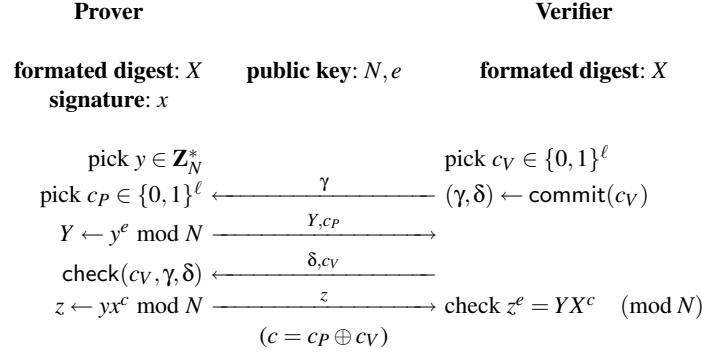 Prover Verifier
formated digest: X public key: N, e formated digest: X
signature: x
pick y ∈ Z*_N pick c_V ∈ {0,1}^ℓ
pick c_P ∈ {0,1}^ℓ γ (γ,δ) ← commit(c_V)
Y ← y^e mod N Y,c_P
check(c_V,γ,δ) δ,c_V
z ← yx^c mod N z check z^e = YX^c (mod N)
(c = c_P ⊕ c_V)